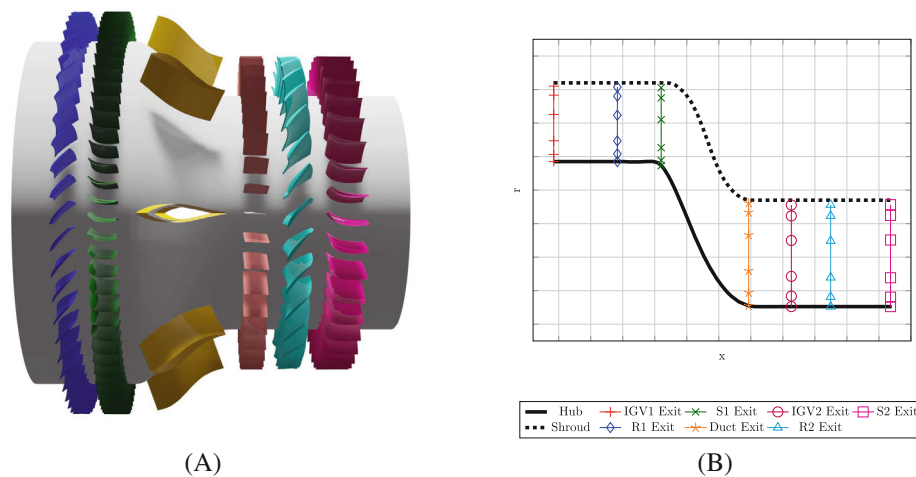 r
x
Hub IGV1 Exit S1 Exit IGV2 Exit S2 Exit
Shroud R1 Exit Duct Exit R2 Exit
(A) (B)